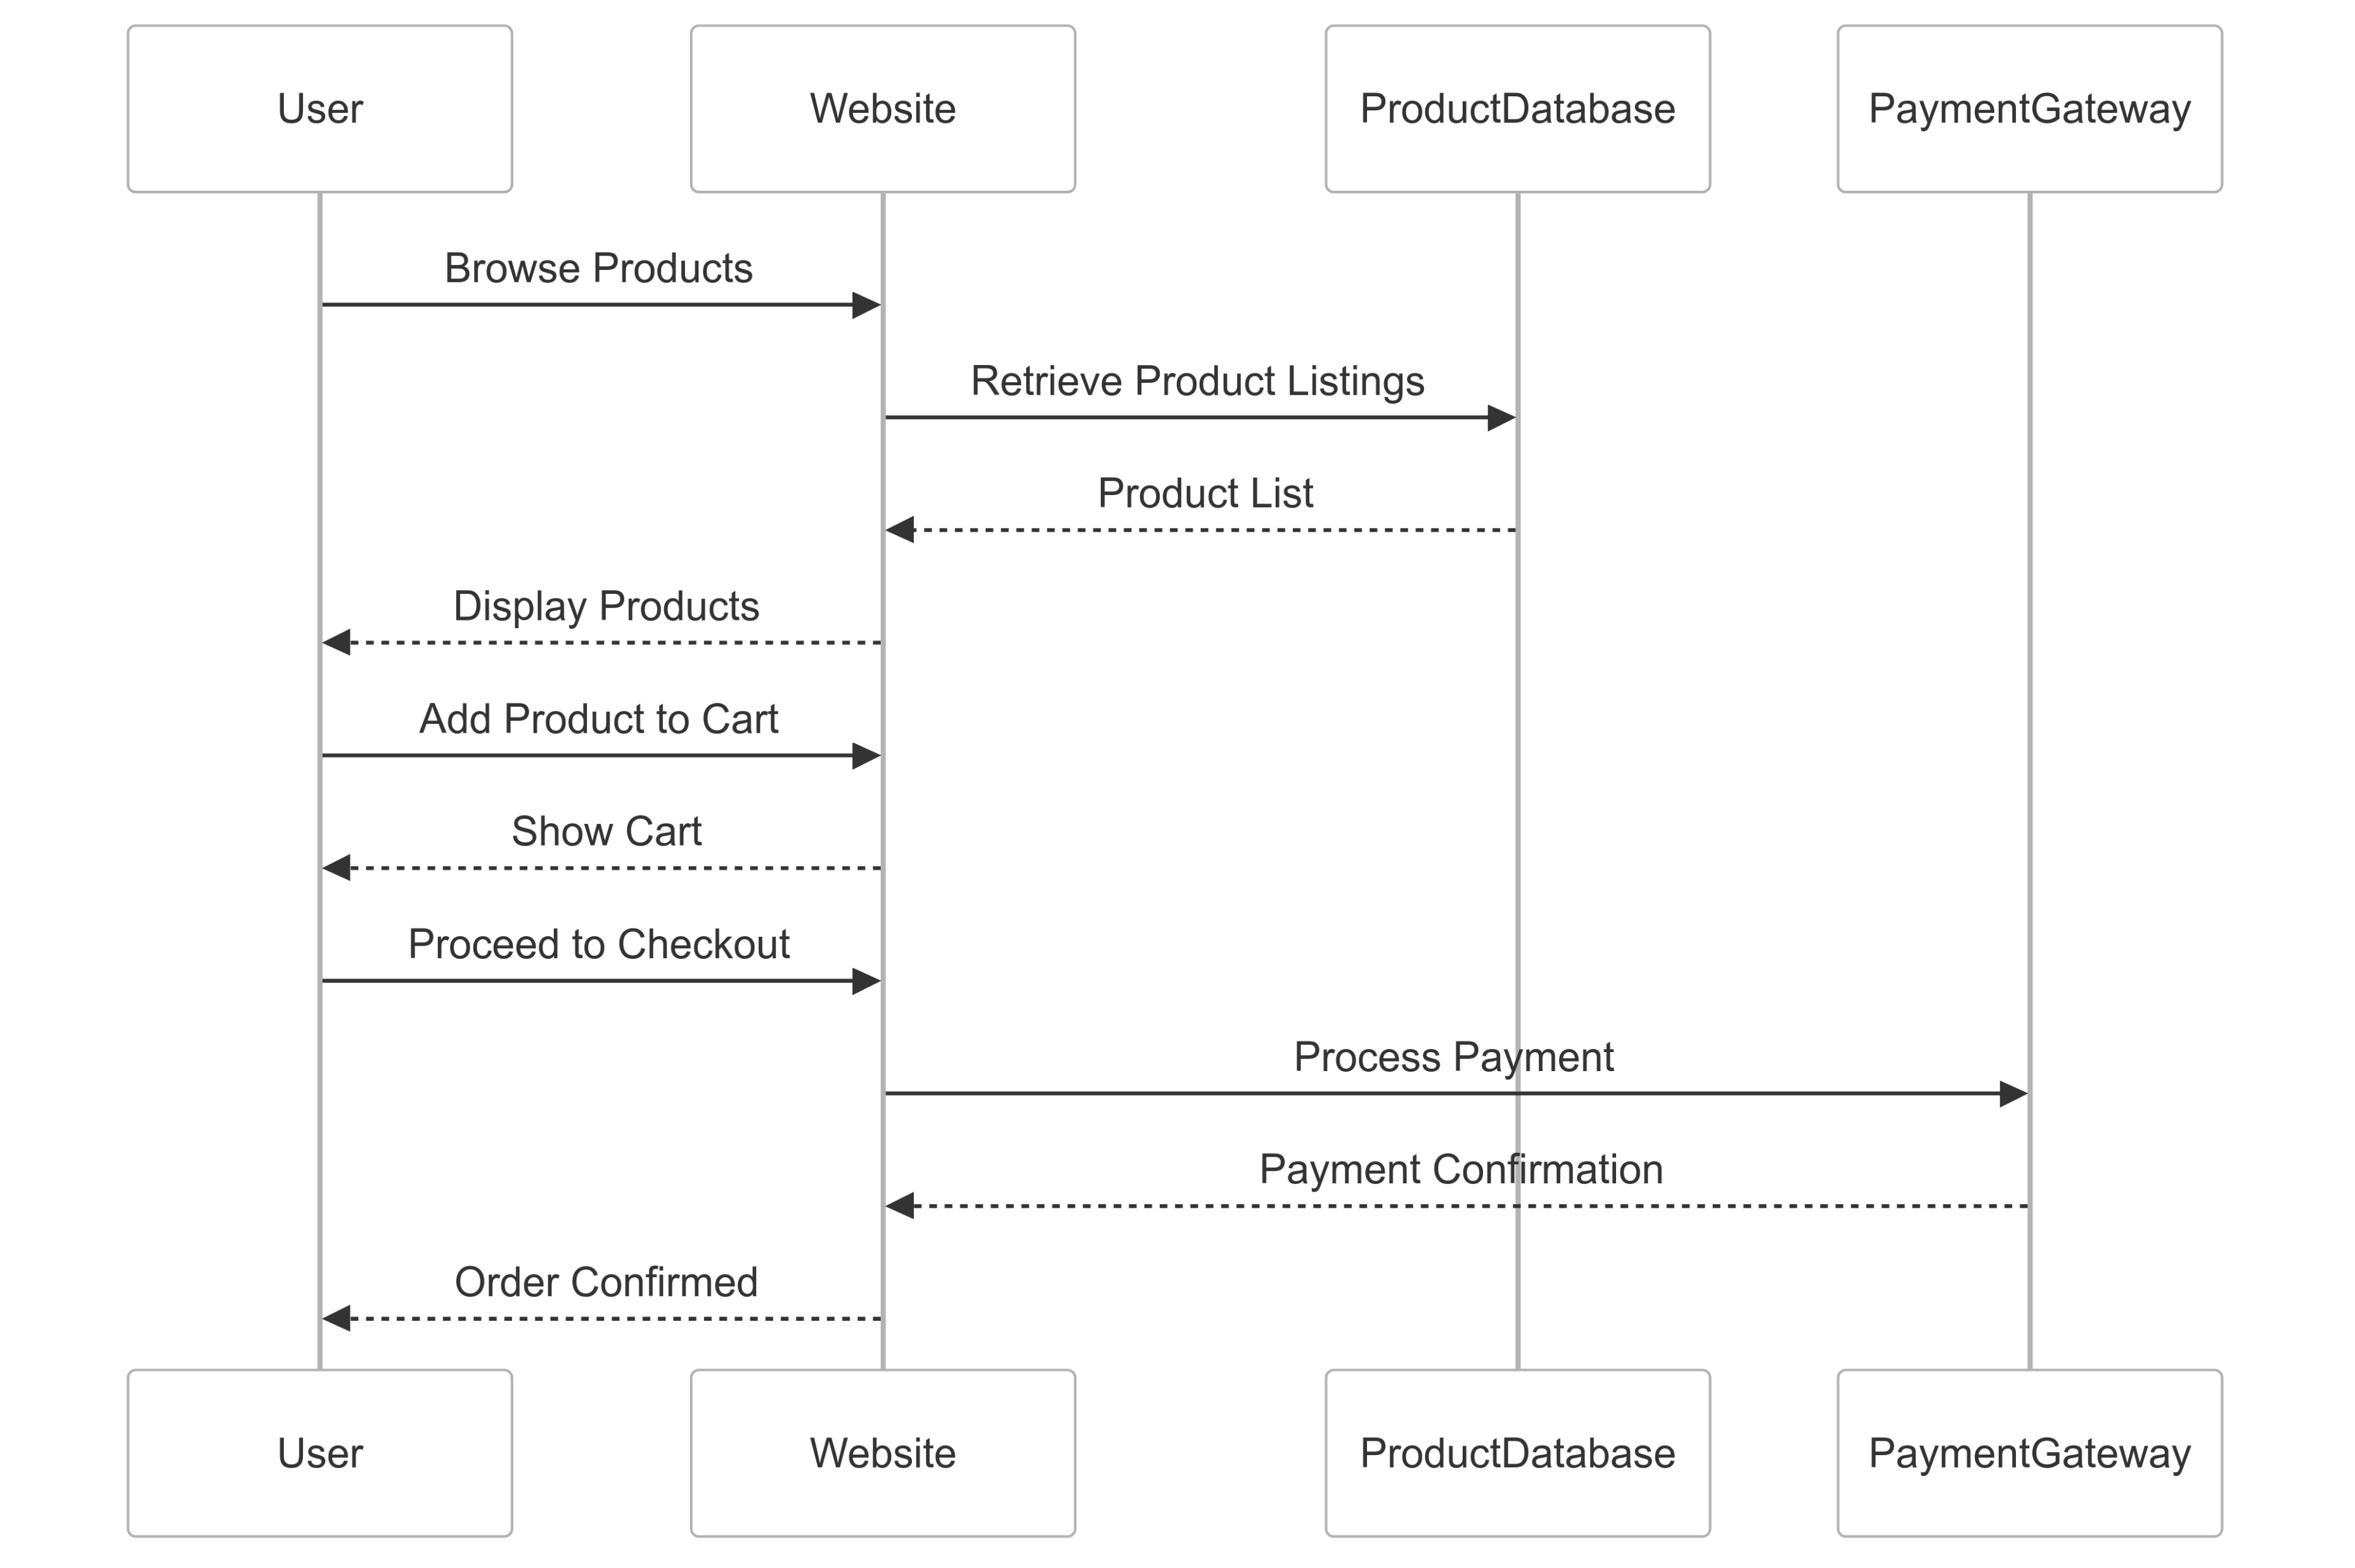 User
Website
ProductDatabase
PaymentGateway
Browse Products
Retrieve Product Listings
Product List
Display Products
Add Product to Cart
Show Cart
Proceed to Checkout
Process Payment
Payment Confirmation
Order Confirmed
User
Website
ProductDatabase
PaymentGateway